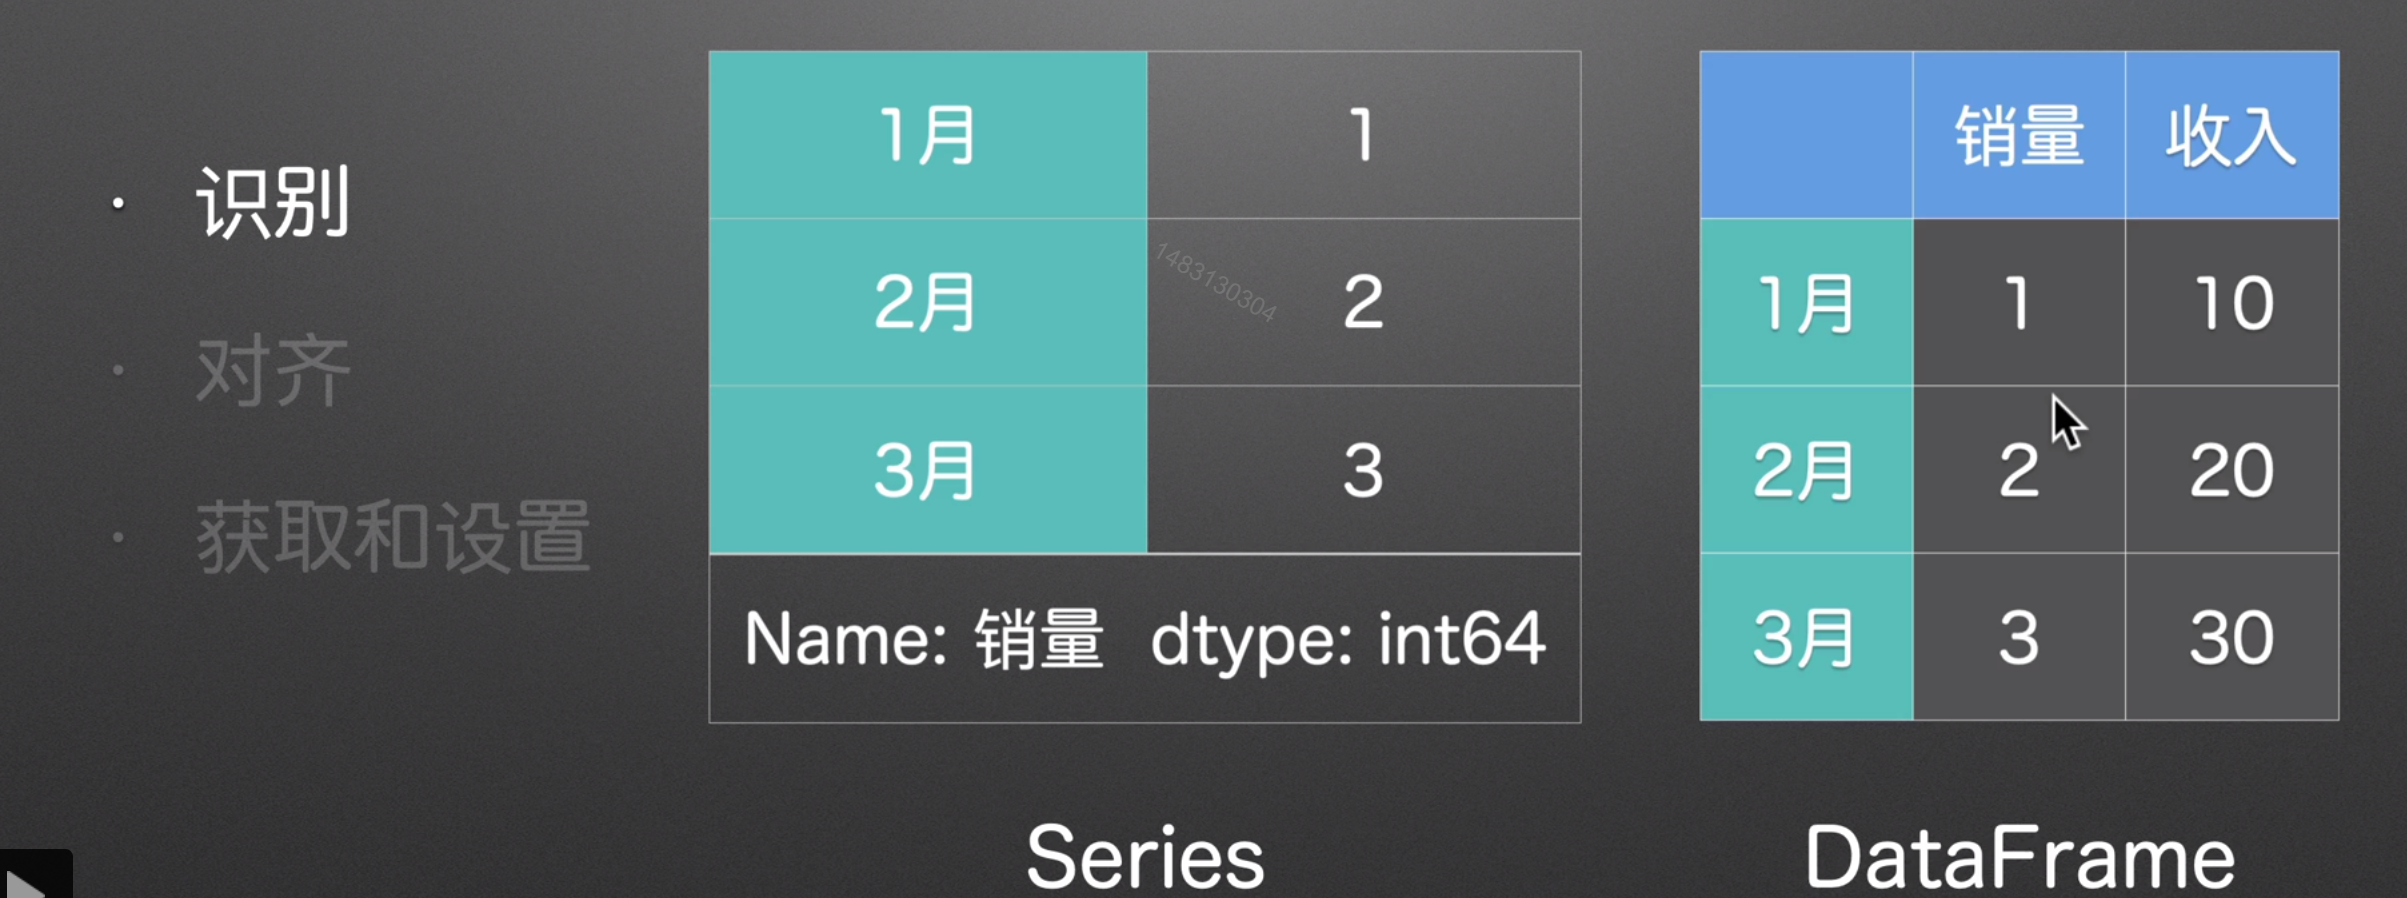 识别
对齐
获取和设置
1月 1
2月 2
3月 3
Name: 销量 dtype: int64
Series
销量 收入
1月 1 10
2月 2 20
3月 3 30
DataFrame
1483130304